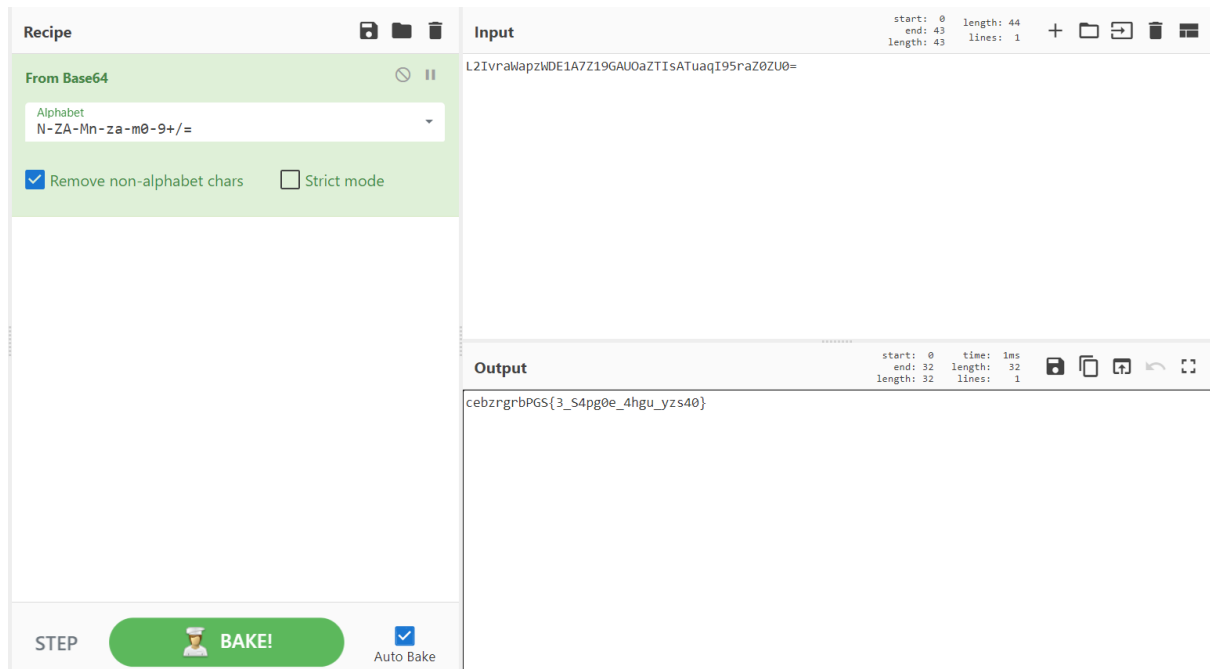 Recipe
From Base64
Alphabet
N-ZA-Mn-za-m0-9+/=
Remove non-alphabet chars
Strict mode
STEP
BAKE!
Auto Bake
Input
start: 0
end: 43
length: 43
length: 44
lines: 1
L2IvraWapzWDE1A7Z19GAUOaZTIsATuaqI95raZ0ZU0=
Output
start: 0
end: 32
length: 32
time: 1ms
length: 32
lines: 1
cebzrgrbPGS{3_S4pg0e_4hgu_yzs40}